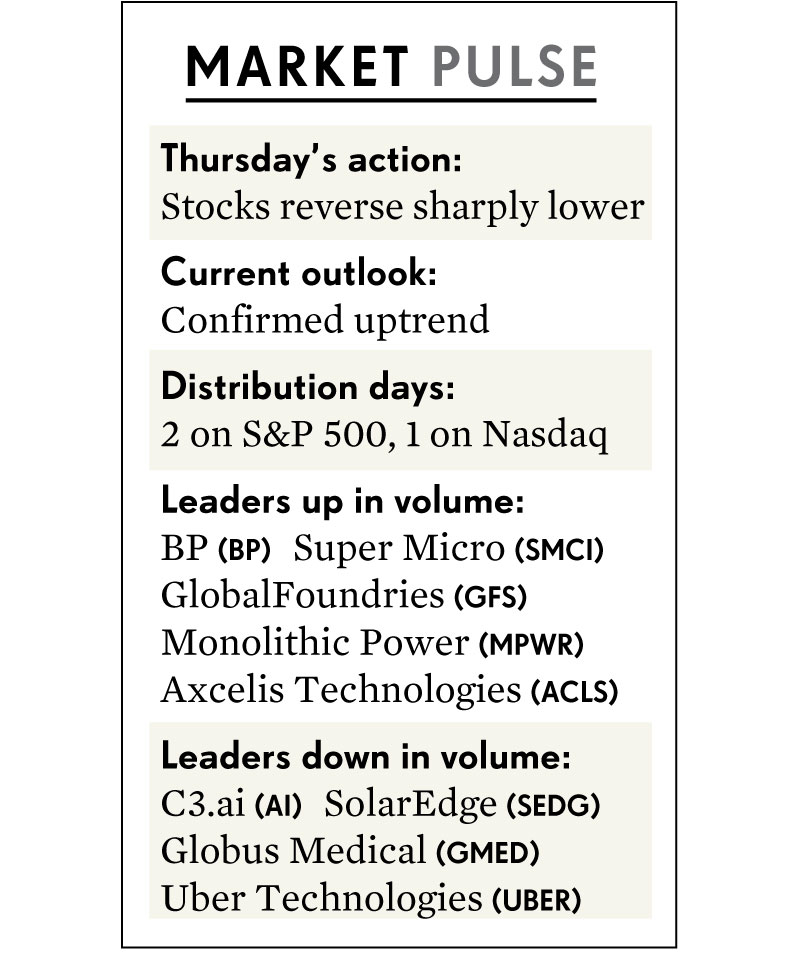 MARKET PULSE
Thursday’s action:
Stocks reverse sharply lower
Current outlook:
Confirmed uptrend
Distribution days:
2 on S&P 500, 1 on Nasdaq
Leaders up in volume:
BP (BP) Super Micro (SMCI)
GlobalFoundries (GFS)
Monolithic Power (MPWR)
Axcelis Technologies (ACLS)
Leaders down in volume:
C3.ai (AI) SolarEdge (SEDG)
Globus Medical (GMED)
Uber Technologies (UBER)